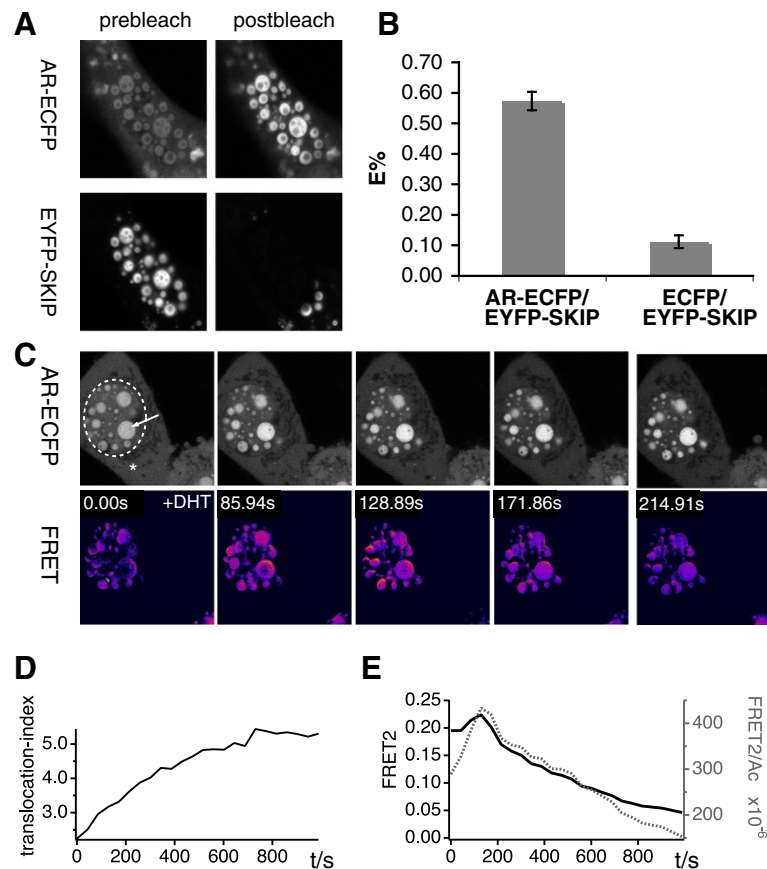 A
prebleach
postbleach
AR-ECFP
EYFP-SKIP
B
0.70
0.60
0.50
0.40
0.30
0.20
0.10
0.00
E%
AR-ECFP/
EYFP-SKIP
ECFP/
EYFP-SKIP
C
AR-ECFP
*
FRET
0.00s +DHT
85.94s
128.89s
171.86s
214.91s
D
translocation-index
5.0
4.0
3.0
0 200 400 600 800 t/s
E
FRET2
0.25
0.20
0.15
0.10
0.05
0.00
0 200 400 600 800 t/s
400
300
200
FRET2/Ac x10-6